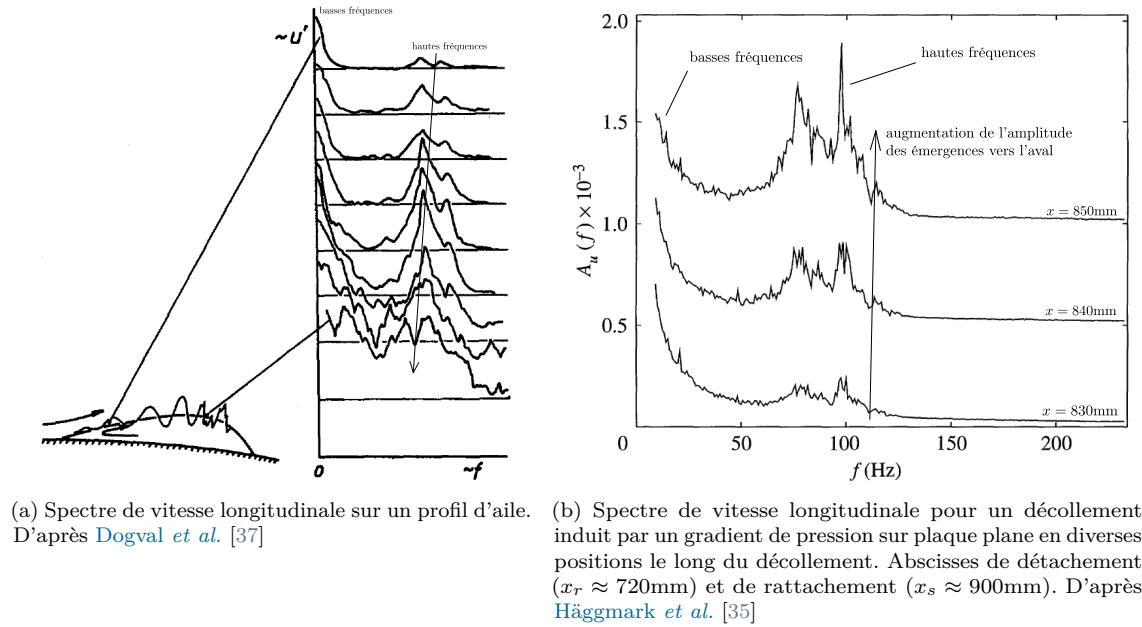 basses fréquences
~u'
hautes fréquences
0
~f
2.0
1.5
1.0
0.5
0
A_u (f) × 10^−3
basses fréquences
hautes fréquences
augmentation de l'amplitude
des émergences vers l'aval
x = 850mm
x = 840mm
x = 830mm
50
100
150
200
f (Hz)
(a) Spectre de vitesse longitudinale sur un profil d'aile.
D'après Dogval et al. [37]
(b) Spectre de vitesse longitudinale pour un décollement
induit par un gradient de pression sur plaque plane en diverses
positions le long du décollement. Abscisses de détachement
(x_r ≈ 720mm) et de rattachement (x_s ≈ 900mm). D'après
Häggmark et al. [35]